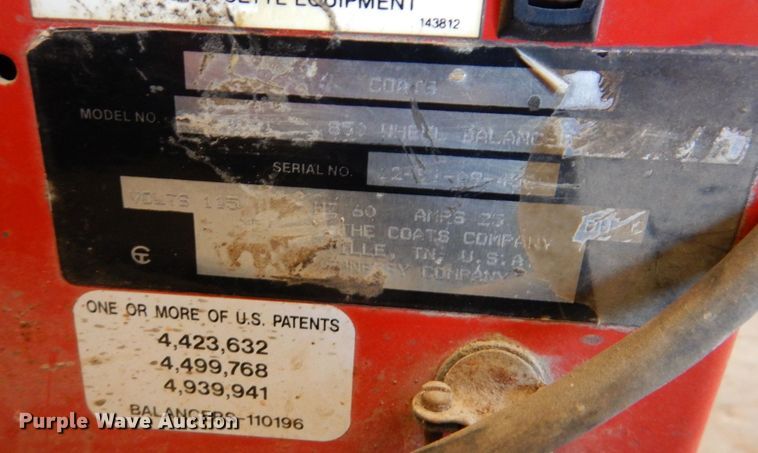 EQUIPMENT
143812
COATS
MODEL NO. 850 WHEEL BALANCER
SERIAL NO.
VOLTS 115 HZ 60 AMPS 25
THE COATS COMPANY
TN, U.S.A.
COMPANY
ONE OR MORE OF U.S. PATENTS
4,423,632
4,499,768
4,939,941
BALANCERS-110196
Purple Wave Auction